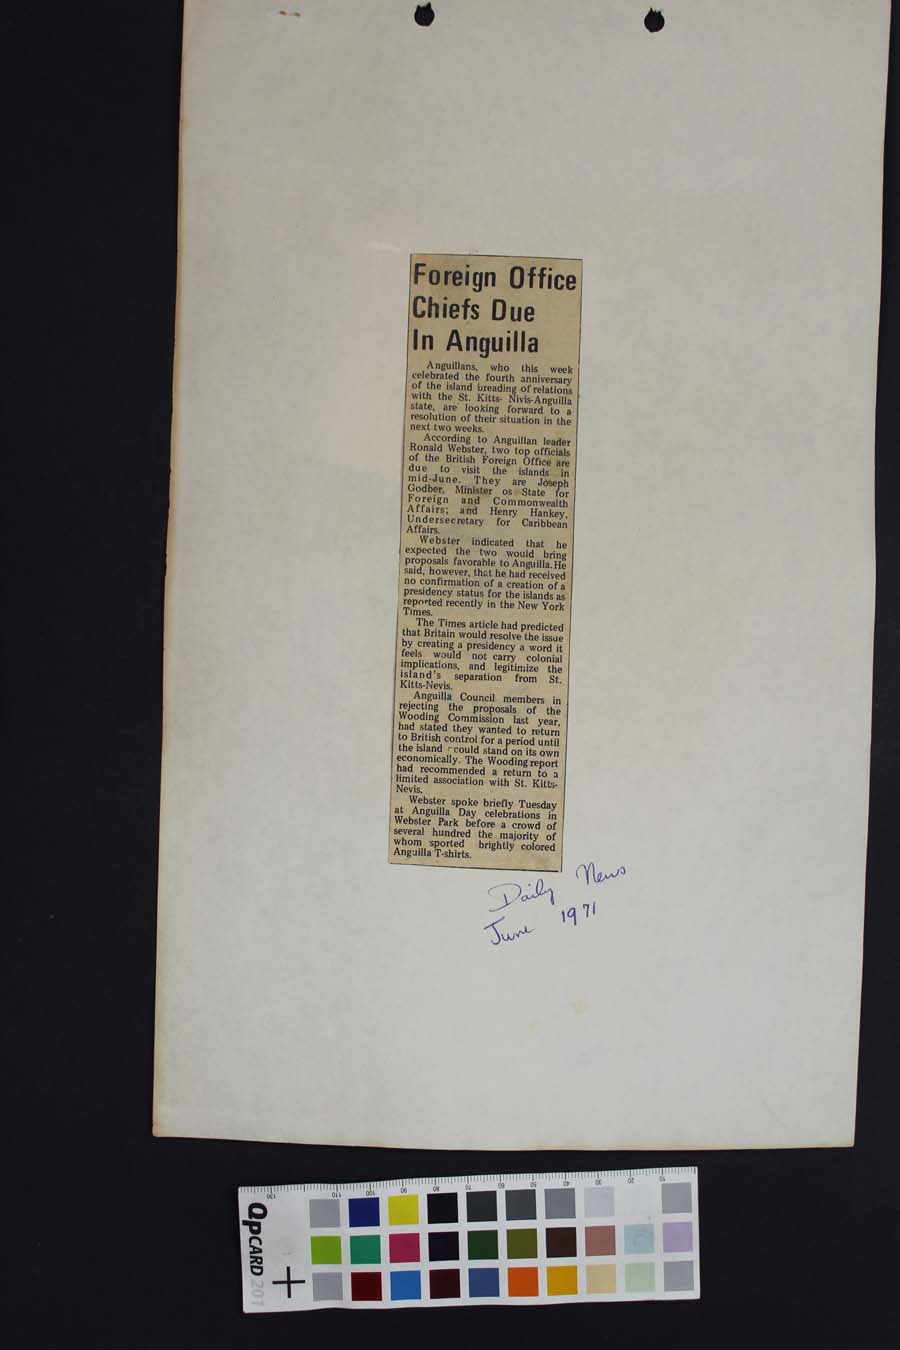 Foreign Office
Chiefs Due
In Anguilla
Anguillans, who this week
celebrated the fourth anniversary
of the island breading of relations
with the St. Kitts- Nivis-Anguilla
state, are looking forward to a
resolution of their situation in the
next two weeks.
According to Anguillan leader
Ronald Webster, two top officials
of the British Foreign Office are
due to visit the islands in
mid-June. They are Joseph
Godber, Minister os State for
Foreign and Commonwealth
Affairs; and Henry Hankey,
Undersecretary for Caribbean
Affairs.
Webster indicated that he
expected the two would bring
proposals favorable to Anguilla. He
said, however, that he had received
no confirmation of a creation of a
presidency status for the islands as
reported recently in the New York
Times.
The Times article had predicted
that Britain would resolve the issue
by creating a presidency a word it
feels would not carry colonial
implications, and legitimize the
island's separation from St.
Kitts-Nevis.
Anguilla Council members in
rejecting the proposals of the
Wooding Commission last year,
had stated they wanted to return
to British control for a period until
the island could stand on its own
economically. The Wooding report
had recommended a return to a
limited association with St. Kitts-
Nevis.
Webster spoke briefly Tuesday
at Anguilla Day celebrations in
Webster Park before a crowd of
several hundred the majority of
whom sported brightly colored
Anguilla T-shirts.
Daily News
June 1971
130 110 100 90 80 70 60 50 40 30 20 10
QPCARD 201